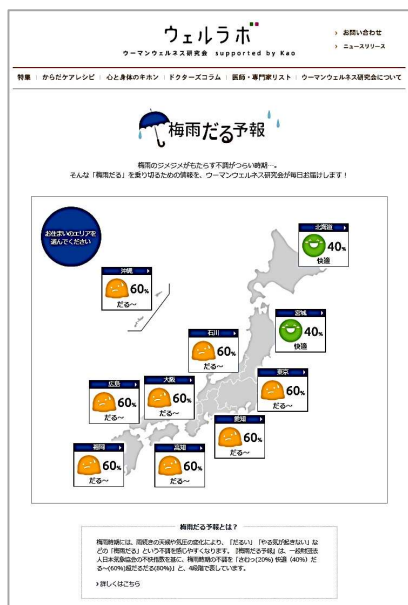 ウェルラボ
ウーマンウェルネス研究会 supported by Kao
› お問い合わせ
› ニュースリリース
特集 からだケアレシピ 心と身体のキホン ドクターズコラム 医師・専門家リスト ウーマンウェルネス研究会について
梅雨だる予報
梅雨のジメジメがもたらす不調がつらい時期…。
そんな「梅雨だる」を乗り切るための情報を、ウーマンウェルネス研究会が毎日お届けします！
お住まいのエリアを
選んでください
北海道
40%
快適
沖縄
60%
だる～
宮城
40%
快適
石川
60%
だる～
東京
60%
だる～
大阪
60%
だる～
広島
60%
だる～
愛知
60%
だる～
福岡
60%
だる～
高知
60%
だる～
梅雨だる予報とは？
梅雨時期には、雨続きの天候や気圧の変化により、「だるい」「やる気が起きない」な
どの「梅雨だる」という不調を感じやすくなります。『梅雨だる予報』は、一般財団法
人日本気象協会の不快指数を基に、梅雨時期の不調を「さむっ(20%) 快適（40%）だ
る～(60%)超だるだる(80%)」と、4段階で表しています。
› 詳しくはこちら